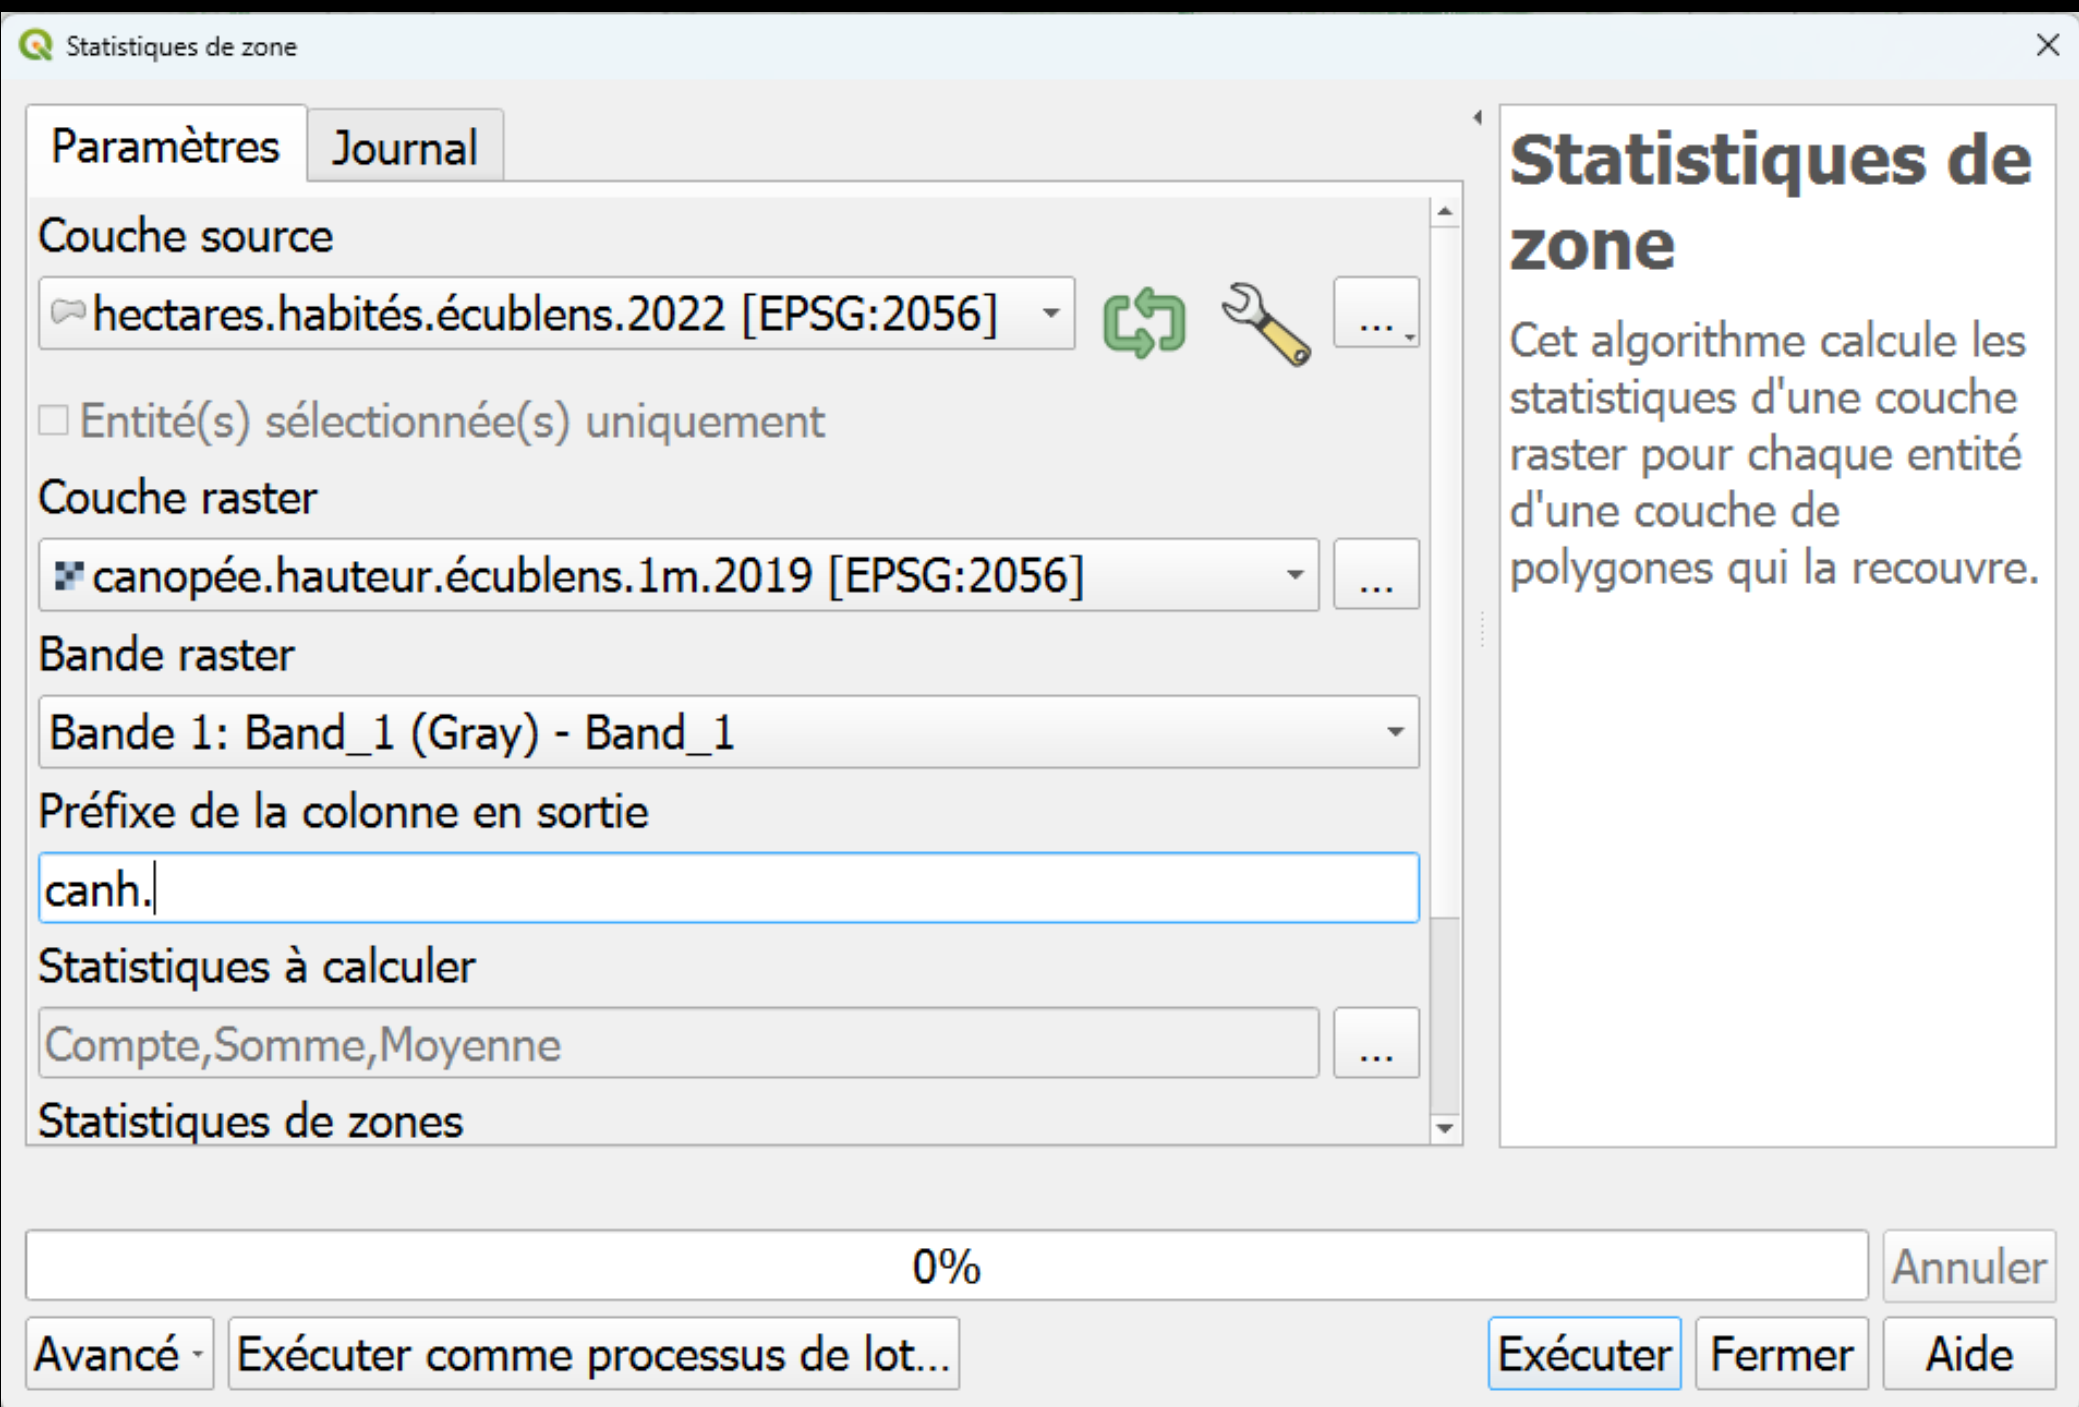 Statistiques de zone
Paramètres
Journal
Couche source
hectares.habités.écublens.2022 [EPSG:2056]
...
Entité(s) sélectionnée(s) uniquement
Couche raster
canopée.hauteur.écublens.1m.2019 [EPSG:2056]
...
Bande raster
Bande 1: Band_1 (Gray) - Band_1
Préfixe de la colonne en sortie
canh.
Statistiques à calculer
Compte,Somme,Moyenne
...
Statistiques de zones
Statistiques de
zone
Cet algorithme calcule les
statistiques d'une couche
raster pour chaque entité
d'une couche de
polygones qui la recouvre.
0%
Annuler
Avancé
Exécuter comme processus de lot...
Exécuter
Fermer
Aide